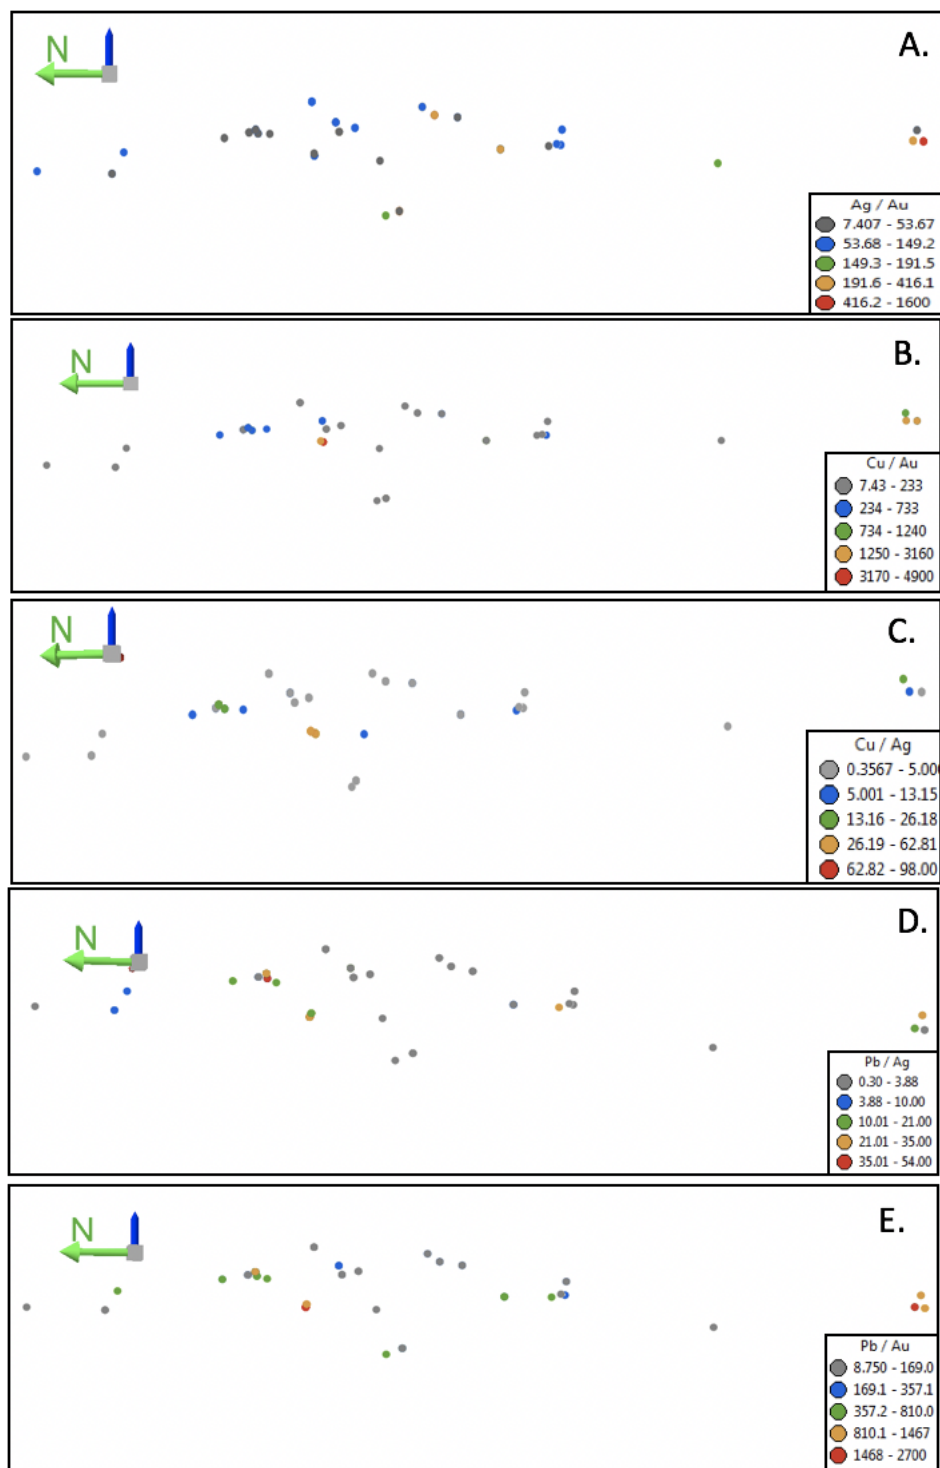 N
A.
Ag / Au
7.407 - 53.67
53.68 - 149.2
149.3 - 191.5
191.6 - 416.1
416.2 - 1600
N
B.
Cu / Au
7.43 - 233
234 - 733
734 - 1240
1250 - 3160
3170 - 4900
N
C.
Cu / Ag
0.3567 - 5.00
5.001 - 13.15
13.16 - 26.18
26.19 - 62.81
62.82 - 98.00
N
D.
Pb / Ag
0.30 - 3.88
3.88 - 10.00
10.01 - 21.00
21.01 - 35.00
35.01 - 54.00
N
E.
Pb / Au
8.750 - 169.0
169.1 - 357.1
357.2 - 810.0
810.1 - 1467
1468 - 2700